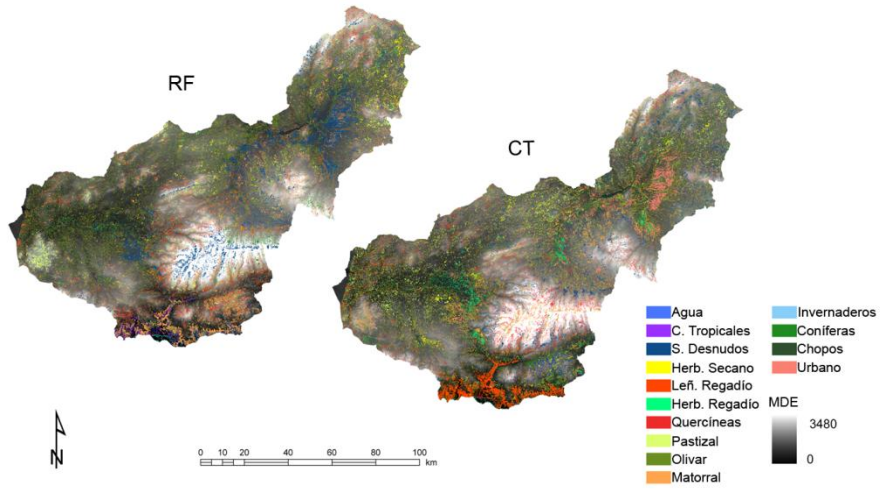 RF
CT
Agua
C. Tropicales
S. Desnudos
Herb. Secano
Leñ. Regadío
Herb. Regadío
Quercíneas
Pastizal
Olivar
Matorral
Invernaderos
Coníferas
Chopos
Urbano
MDE
3480
0
N
0 10 20 40 60 80 100
km